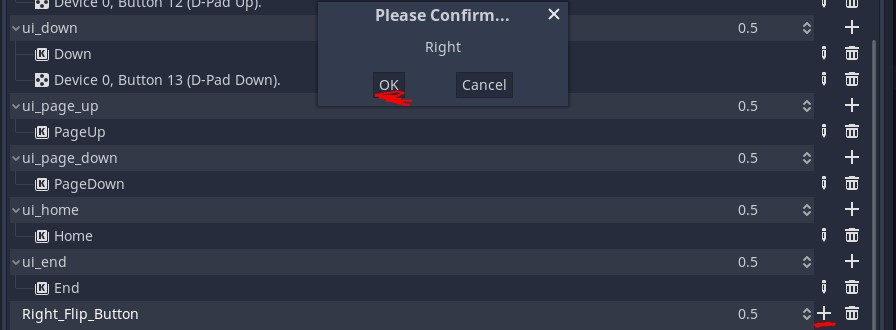 Device 0, Button 12 (D-Pad Up).
Please Confirm...
Right
OK Cancel
ui_down 0.5
Down
Device 0, Button 13 (D-Pad Down).
ui_page_up 0.5
PageUp
ui_page_down 0.5
PageDown
ui_home 0.5
Home
ui_end 0.5
End
Right_Flip_Button 0.5